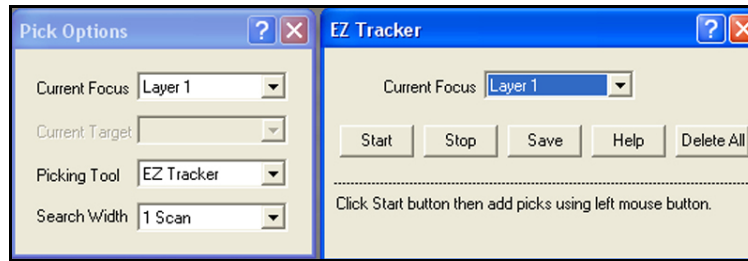 Pick Options
Current Focus Layer 1
Current Target
Picking Tool EZ Tracker
Search Width 1 Scan
EZ Tracker
Current Focus Layer 1
Start Stop Save Help Delete All
Click Start button then add picks using left mouse button.